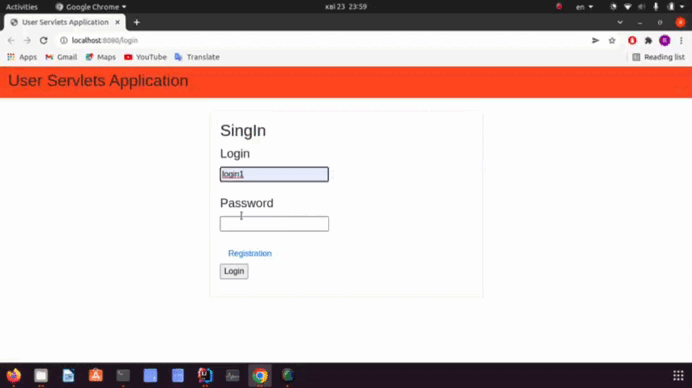 Activities Google Chrome кві 23 23:59 en
User Servlets Application
localhost:8080/login
Apps Gmail Maps YouTube Translate Reading list
User Servlets Application
SingIn
Login
login1
Password
Registration
Login